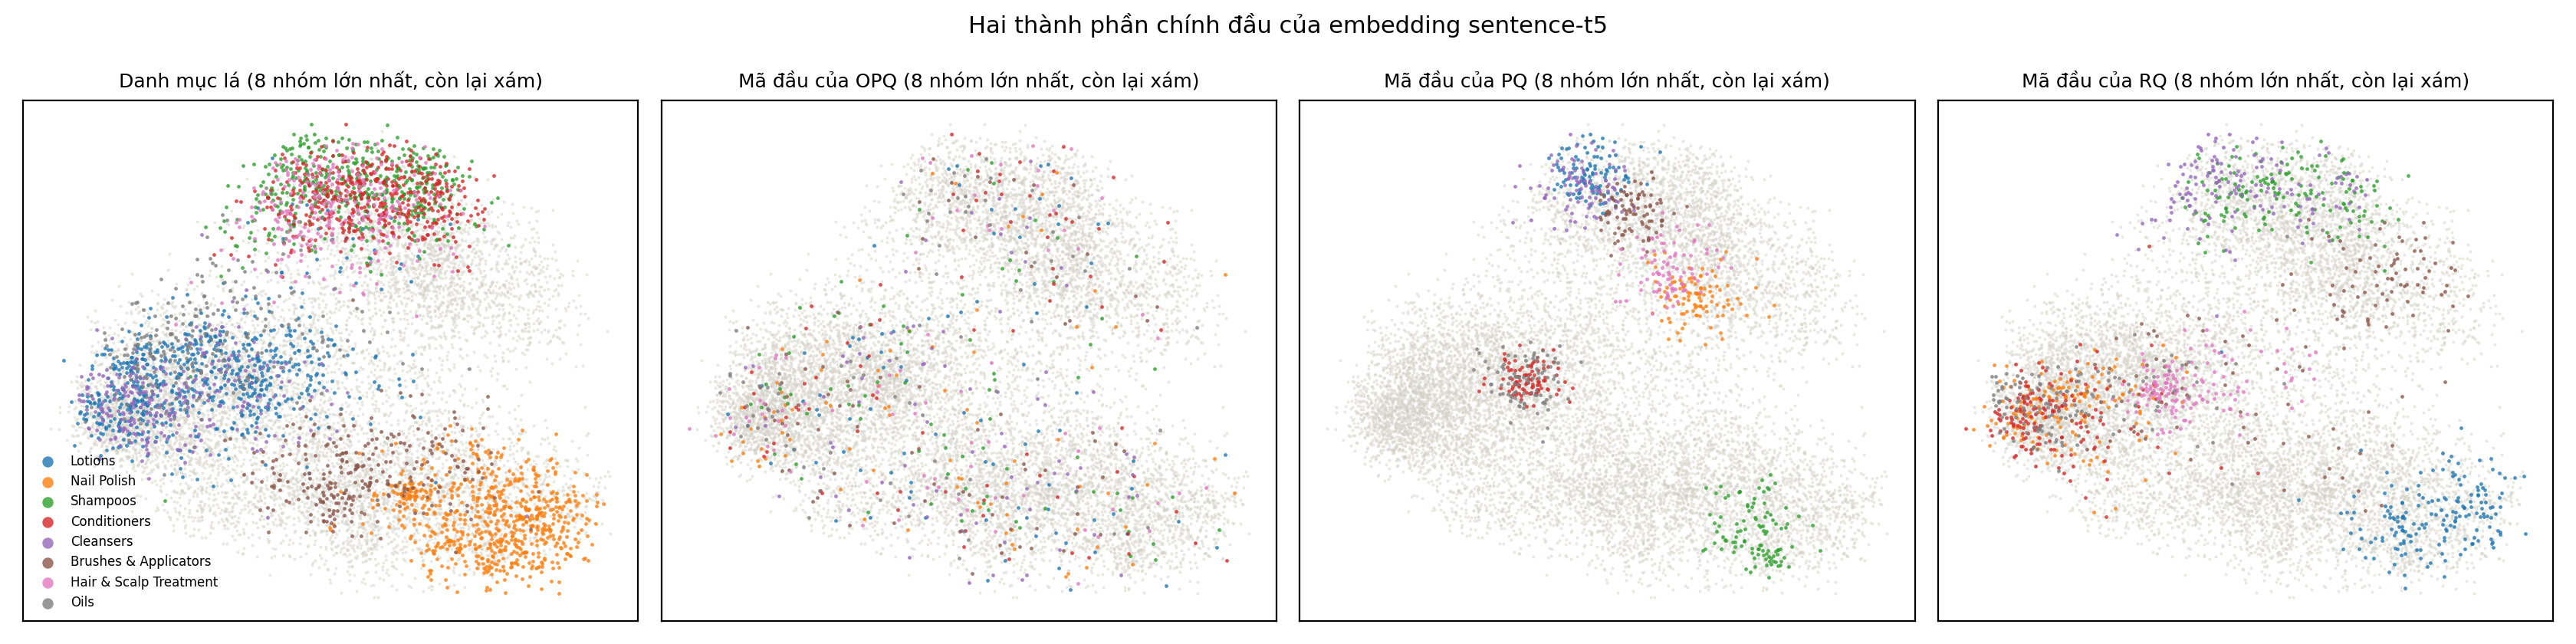 Hai thành phần chính đầu của embedding sentence-t5
Danh mục lá (8 nhóm lớn nhất, còn lại xám)
Mã đầu của OPQ (8 nhóm lớn nhất, còn lại xám)
Mã đầu của PQ (8 nhóm lớn nhất, còn lại xám)
Mã đầu của RQ (8 nhóm lớn nhất, còn lại xám)
Lotions
Nail Polish
Shampoos
Conditioners
Cleansers
Brushes & Applicators
Hair & Scalp Treatment
Oils